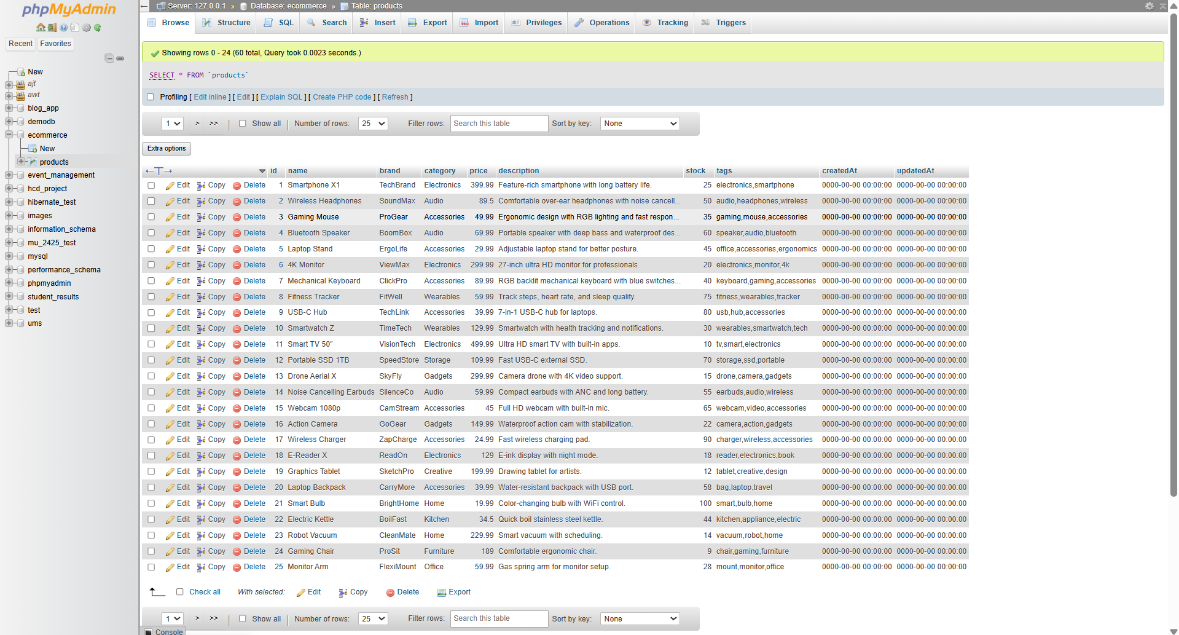 phpMyAdmin
Recent Favorites
New
ajf
awt
blog_app
demodb
ecommerce
New
products
event_management
hcd_project
hibernate_test
images
information_schema
mu_2425_test
mysql
performance_schema
phpmyadmin
student_results
test
ums
Server: 127.0.0.1 » Database: ecommerce » Table: products
Browse Structure SQL Search Insert Export Import Privileges Operations Tracking Triggers
Showing rows 0 - 24 (60 total, Query took 0.0023 seconds.)
SELECT * FROM `products`
Profiling [ Edit inline ] [ Edit ] [ Explain SQL ] [ Create PHP code ] [ Refresh ]
1 > >> | Show all | Number of rows: 25 Filter rows: Search this table Sort by key: None
Extra options
←T→ id name brand category price description stock tags createdAt updatedAt
Edit Copy Delete 1 Smartphone X1 TechBrand Electronics 399.99 Feature-rich smartphone with long battery life. 25 electronics,smartphone 0000-00-00 00:00:00 0000-00-00 00:00:00
Edit Copy Delete 2 Wireless Headphones SoundMax Audio 89.5 Comfortable over-ear headphones with noise cancell... 50 audio,headphones,wireless 0000-00-00 00:00:00 0000-00-00 00:00:00
Edit Copy Delete 3 Gaming Mouse ProGear Accessories 49.99 Ergonomic design with RGB lighting and fast respon... 35 gaming,mouse,accessories 0000-00-00 00:00:00 0000-00-00 00:00:00
Edit Copy Delete 4 Bluetooth Speaker BoomBox Audio 69.99 Portable speaker with deep bass and waterproof des... 60 speaker,audio,bluetooth 0000-00-00 00:00:00 0000-00-00 00:00:00
Edit Copy Delete 5 Laptop Stand ErgoLife Accessories 29.99 Adjustable laptop stand for better posture. 45 office,accessories,ergonomics 0000-00-00 00:00:00 0000-00-00 00:00:00
Edit Copy Delete 6 4K Monitor ViewMax Electronics 299.99 27-inch ultra HD monitor for professionals. 20 electronics,monitor,4k 0000-00-00 00:00:00 0000-00-00 00:00:00
Edit Copy Delete 7 Mechanical Keyboard ClickPro Accessories 89.99 RGB backlit mechanical keyboard with blue switches... 40 keyboard,gaming,accessories 0000-00-00 00:00:00 0000-00-00 00:00:00
Edit Copy Delete 8 Fitness Tracker FitWell Wearables 59.99 Track steps, heart rate, and sleep quality. 75 fitness,wearables,tracker 0000-00-00 00:00:00 0000-00-00 00:00:00
Edit Copy Delete 9 USB-C Hub TechLink Accessories 39.99 7-in-1 USB-C hub for laptops. 80 usb,hub,accessories 0000-00-00 00:00:00 0000-00-00 00:00:00
Edit Copy Delete 10 Smartwatch Z TimeTech Wearables 129.99 Smartwatch with health tracking and notifications. 30 wearables,smartwatch,tech 0000-00-00 00:00:00 0000-00-00 00:00:00
Edit Copy Delete 11 Smart TV 50" VisionTech Electronics 499.99 Ultra HD smart TV with built-in apps. 10 tv,smart,electronics 0000-00-00 00:00:00 0000-00-00 00:00:00
Edit Copy Delete 12 Portable SSD 1TB SpeedStore Storage 109.99 Fast USB-C external SSD. 70 storage,ssd,portable 0000-00-00 00:00:00 0000-00-00 00:00:00
Edit Copy Delete 13 Drone Aerial X SkyFly Gadgets 299.99 Camera drone with 4K video support. 15 drone,camera,gadgets 0000-00-00 00:00:00 0000-00-00 00:00:00
Edit Copy Delete 14 Noise Cancelling Earbuds SilenceCo Audio 59.99 Compact earbuds with ANC and long battery. 55 earbuds,audio,wireless 0000-00-00 00:00:00 0000-00-00 00:00:00
Edit Copy Delete 15 Webcam 1080p CamStream Accessories 45 Full HD webcam with built-in mic. 65 webcam,video,accessories 0000-00-00 00:00:00 0000-00-00 00:00:00
Edit Copy Delete 16 Action Camera GoGear Gadgets 149.99 Waterproof action cam with stabilization. 22 camera,action,gadgets 0000-00-00 00:00:00 0000-00-00 00:00:00
Edit Copy Delete 17 Wireless Charger ZapCharge Accessories 24.99 Fast wireless charging pad. 90 charger,wireless,accessories 0000-00-00 00:00:00 0000-00-00 00:00:00
Edit Copy Delete 18 E-Reader X ReadOn Electronics 129 E-ink display with night mode. 18 reader,electronics,book 0000-00-00 00:00:00 0000-00-00 00:00:00
Edit Copy Delete 19 Graphics Tablet SketchPro Creative 199.99 Drawing tablet for artists. 12 tablet,creative,design 0000-00-00 00:00:00 0000-00-00 00:00:00
Edit Copy Delete 20 Laptop Backpack CarryMore Accessories 39.99 Water-resistant backpack with USB port. 58 bag,laptop,travel 0000-00-00 00:00:00 0000-00-00 00:00:00
Edit Copy Delete 21 Smart Bulb BrightHome Home 19.99 Color-changing bulb with WiFi control. 100 smart,bulb,home 0000-00-00 00:00:00 0000-00-00 00:00:00
Edit Copy Delete 22 Electric Kettle BoilFast Kitchen 34.5 Quick boil stainless steel kettle. 44 kitchen,appliance,electric 0000-00-00 00:00:00 0000-00-00 00:00:00
Edit Copy Delete 23 Robot Vacuum CleanMate Home 229.99 Smart vacuum with scheduling. 14 vacuum,robot,home 0000-00-00 00:00:00 0000-00-00 00:00:00
Edit Copy Delete 24 Gaming Chair ProSit Furniture 189 Comfortable ergonomic chair. 9 chair,gaming,furniture 0000-00-00 00:00:00 0000-00-00 00:00:00
Edit Copy Delete 25 Monitor Arm FlexiMount Office 59.99 Gas spring arm for monitor setup. 28 mount,monitor,office 0000-00-00 00:00:00 0000-00-00 00:00:00
Check all With selected: Edit Copy Delete Export
1 > >> | Show all | Number of rows: 25 Filter rows: Search this table Sort by key: None
Console